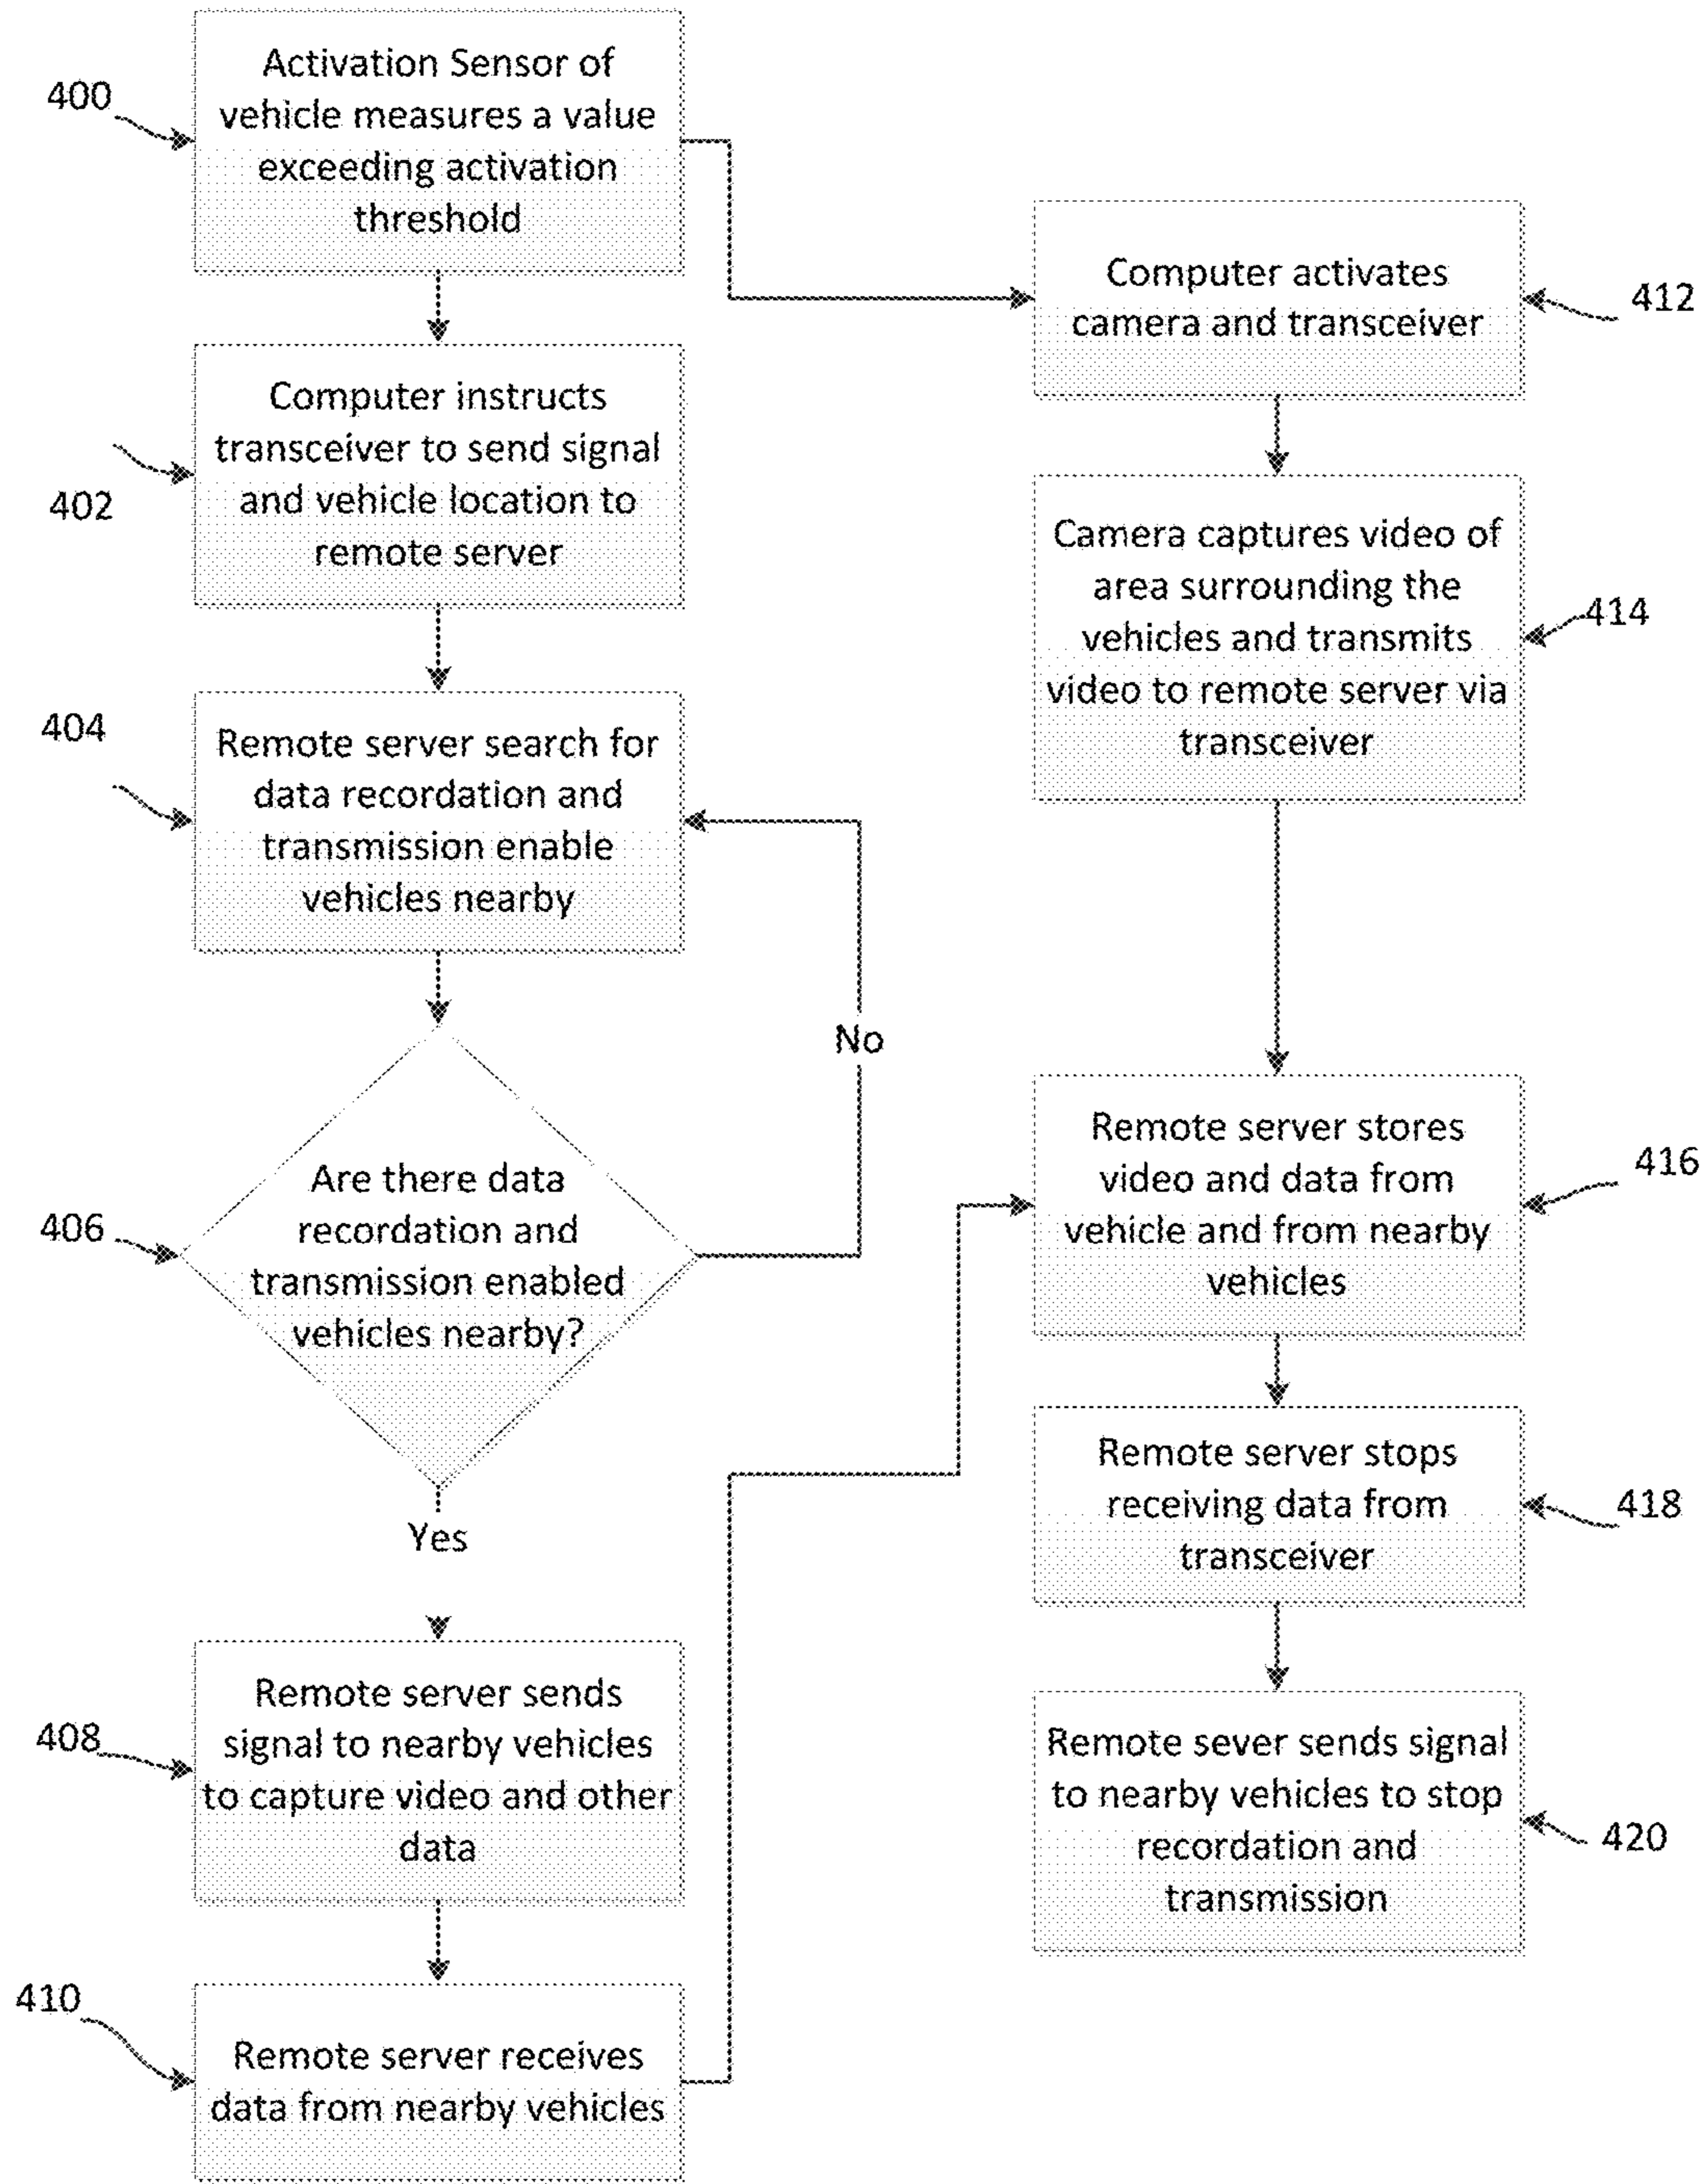 400
Activation Sensor of
vehicle measures a value
exceeding activation
threshold
402
Computer instructs
transceiver to send signal
and vehicle location to
remote server
404
Remote server search for
data recordation and
transmission enable
vehicles nearby
406
Are there data
recordation and
transmission enabled
vehicles nearby?
No
Yes
408
Remote server sends
signal to nearby vehicles
to capture video and other
data
410
Remote server receives
data from nearby vehicles
Computer activates
camera and transceiver
412
Camera captures video of
area surrounding the
vehicles and transmits
video to remote server via
transceiver
414
Remote server stores
video and data from
vehicle and from nearby
vehicles
416
Remote server stops
receiving data from
transceiver
418
Remote sever sends signal
to nearby vehicles to stop
recordation and
transmission
420